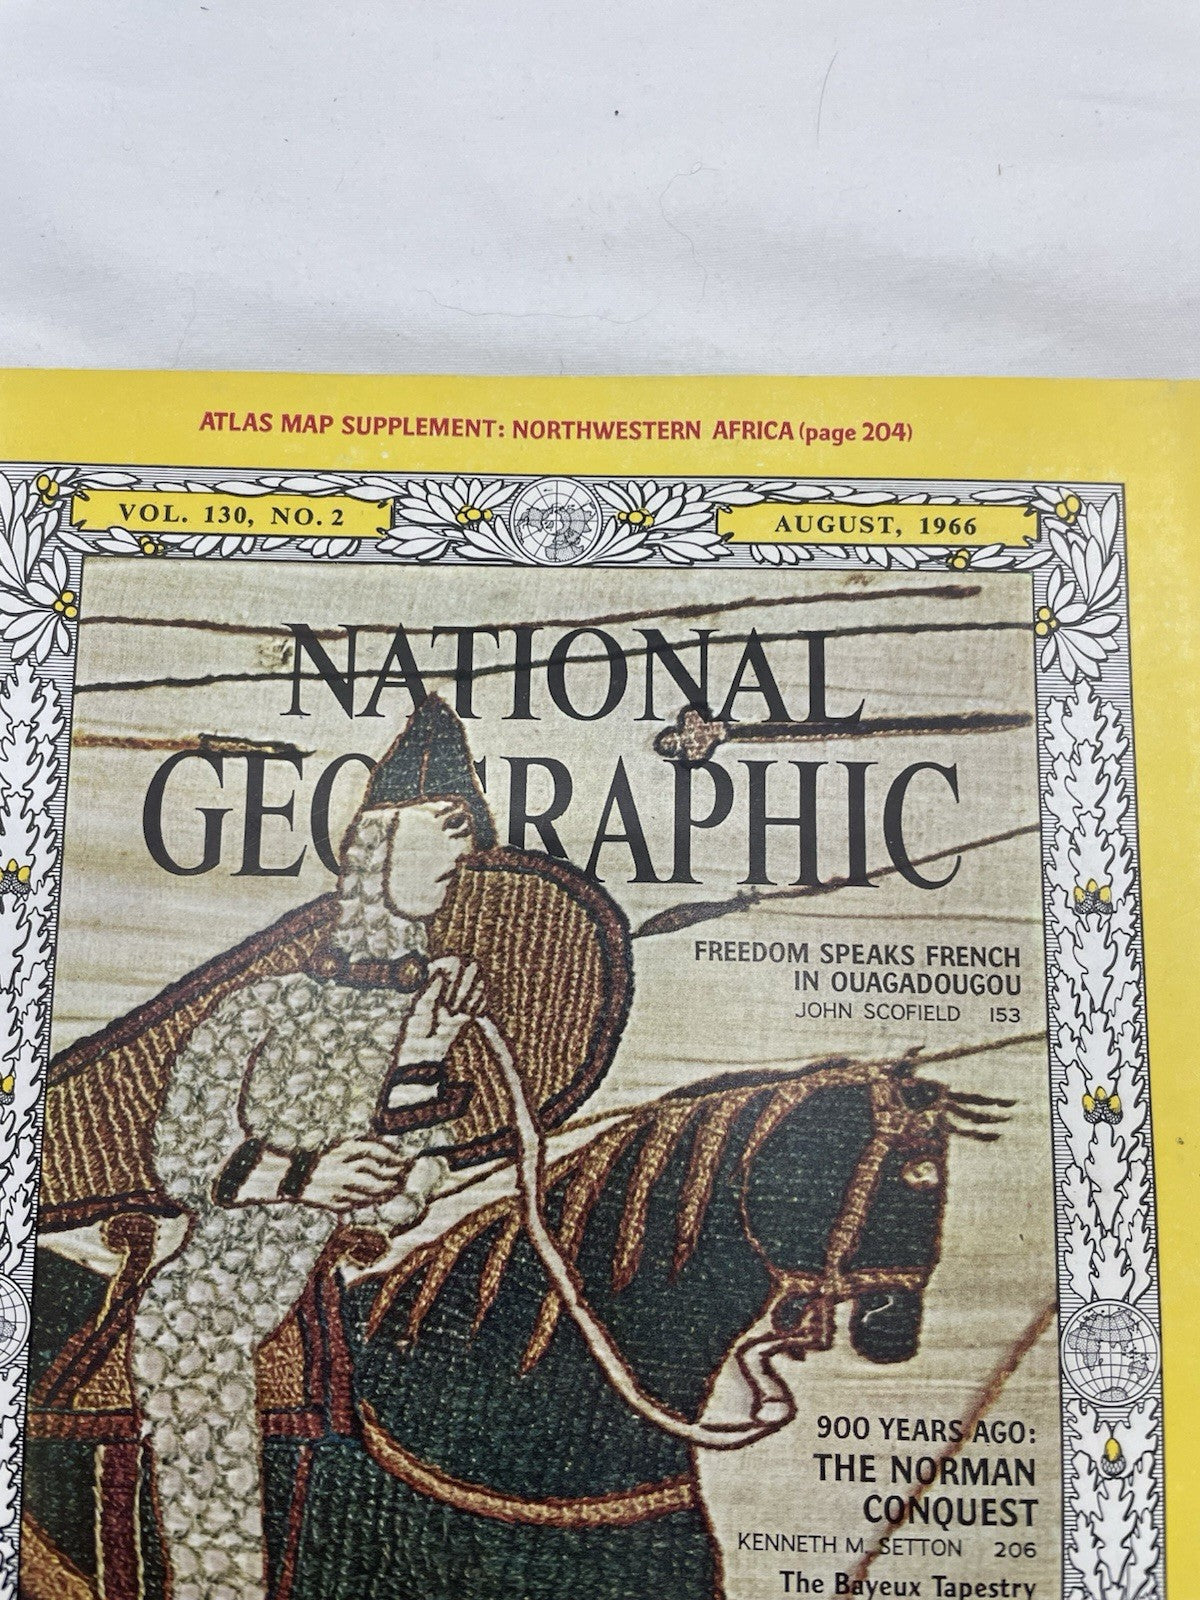 ATLAS MAP SUPPLEMENT: NORTHWESTERN AFRICA (page 204)
VOL. 130, NO. 2
AUGUST, 1966
NATIONAL
GEOGRAPHIC
FREEDOM SPEAKS FRENCH
IN OUAGADOUGOU
JOHN SCOFIELD 153
900 YEARS AGO:
THE NORMAN
CONQUEST
KENNETH M. SETTON 206
The Bayeux Tapestry